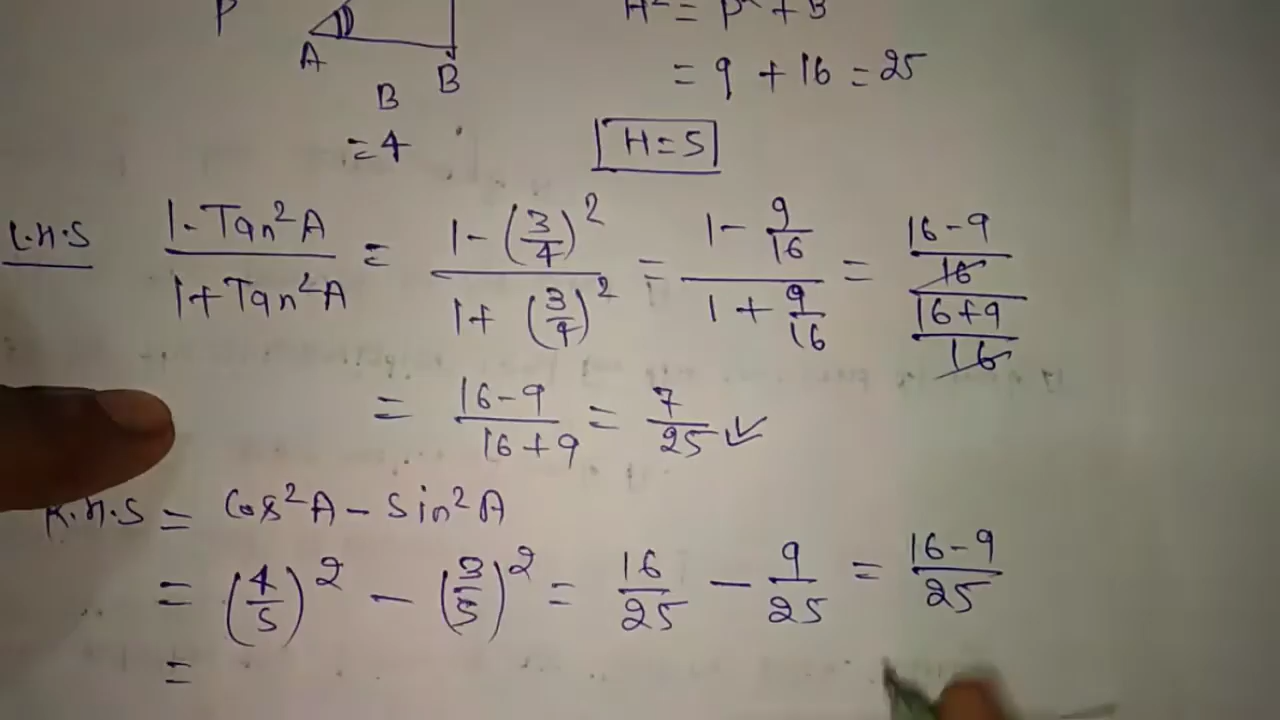 P
H² = P² + B
A
B
B
= 9 + 16 = 25
= 4
H = 5
L.H.S (1 - Tan²A)/(1 + Tan²A) = (1 - (3/4)²)/(1 + (3/4)²) = (1 - 9/16)/(1 + 9/16) = ((16-9)/16)/((16+9)/16)
= (16-9)/(16+9) = 7/25
R.H.S = Cos²A - Sin²A
= (4/5)² - (3/5)² = 16/25 - 9/25 = (16-9)/25
=